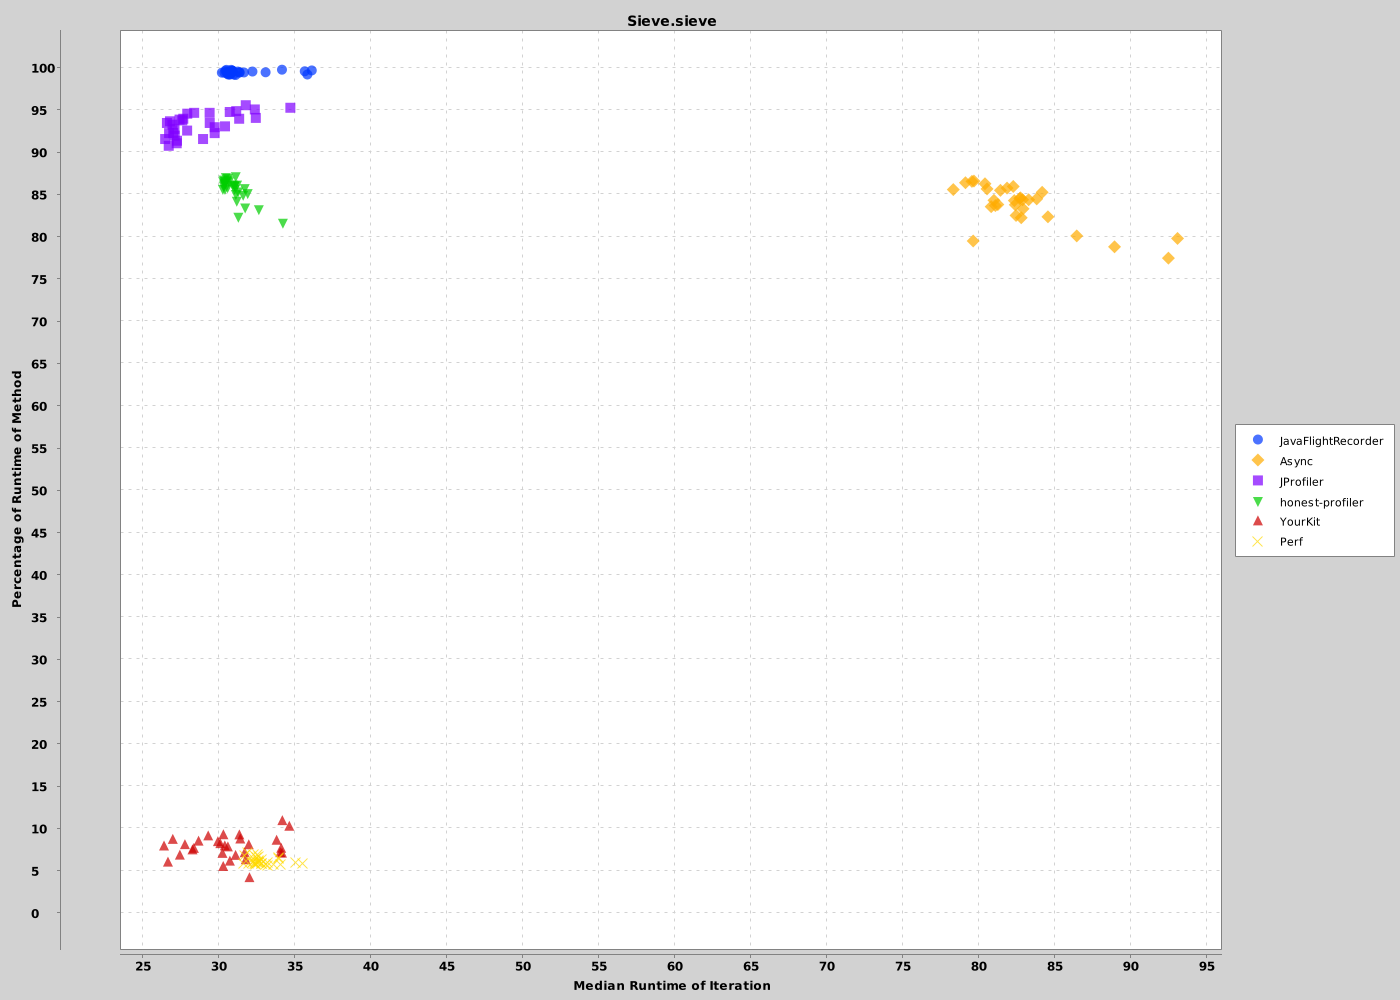 Sieve.sieve
Percentage of Runtime of Method
100
95
90
85
80
75
70
65
60
55
50
45
40
35
30
25
20
15
10
5
0
25 30 35 40 45 50 55 60 65 70 75 80 85 90 95
Median Runtime of Iteration
JavaFlightRecorder
Async
JProfiler
honest-profiler
YourKit
Perf